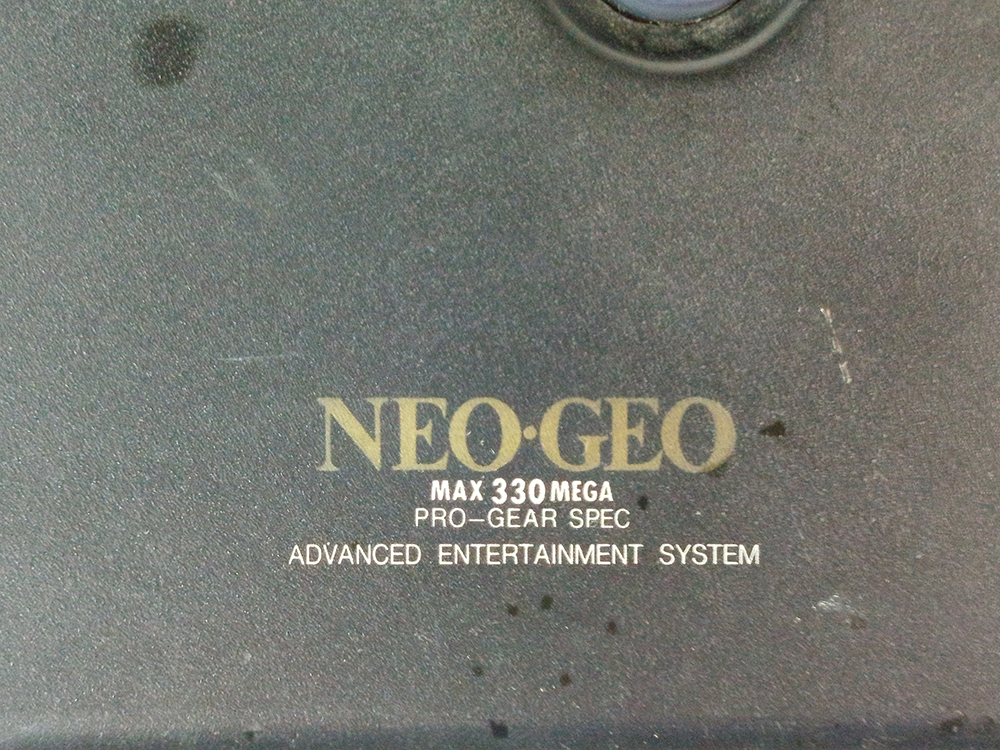 NEO·GEO
MAX 330 MEGA
PRO-GEAR SPEC
ADVANCED ENTERTAINMENT SYSTEM